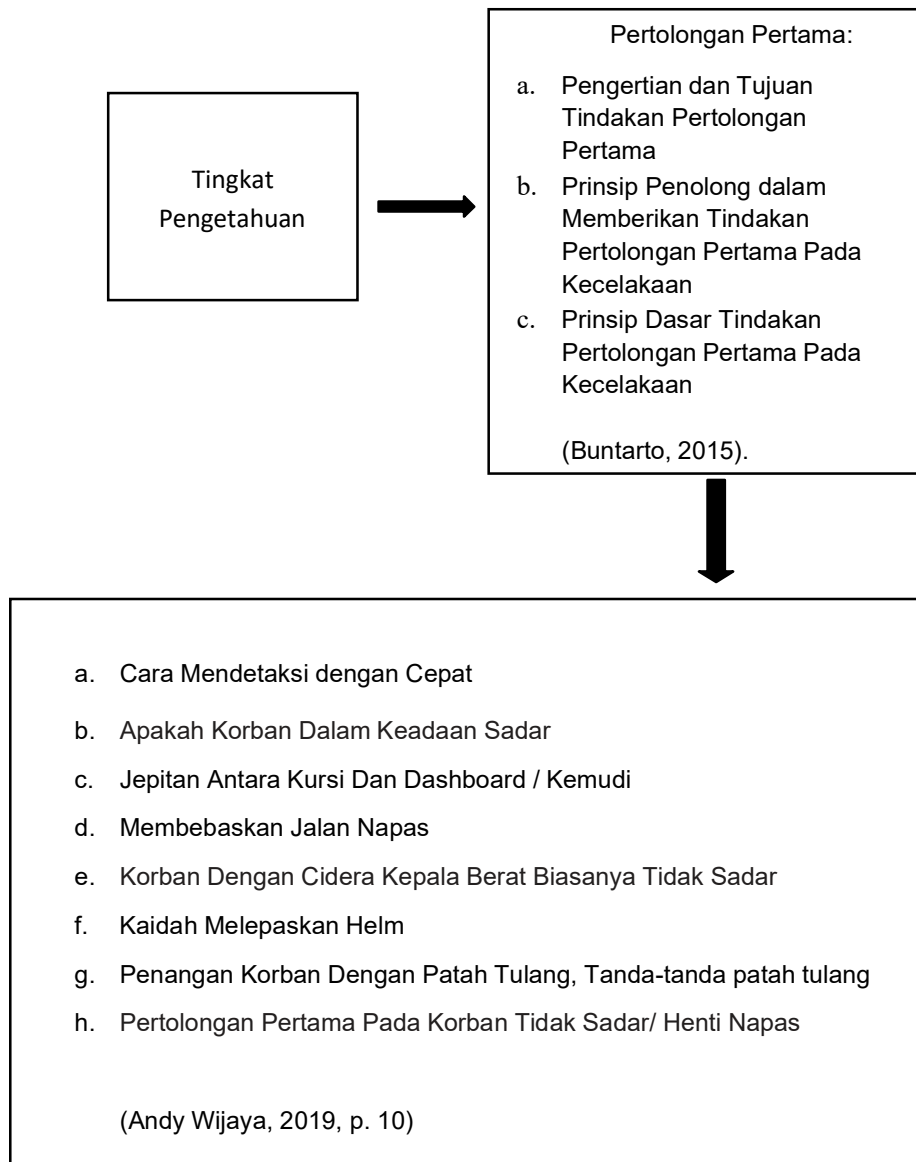 Tingkat
Pengetahuan
Pertolongan Pertama:
a. Pengertian dan Tujuan
Tindakan Pertolongan
Pertama
b. Prinsip Penolong dalam
Memberikan Tindakan
Pertolongan Pertama Pada
Kecelakaan
c. Prinsip Dasar Tindakan
Pertolongan Pertama Pada
Kecelakaan
(Buntarto, 2015).
a. Cara Mendetaksi dengan Cepat
b. Apakah Korban Dalam Keadaan Sadar
c. Jepitan Antara Kursi Dan Dashboard / Kemudi
d. Membebaskan Jalan Napas
e. Korban Dengan Cidera Kepala Berat Biasanya Tidak Sadar
f. Kaidah Melepaskan Helm
g. Penangan Korban Dengan Patah Tulang, Tanda-tanda patah tulang
h. Pertolongan Pertama Pada Korban Tidak Sadar/ Henti Napas
(Andy Wijaya, 2019, p. 10)